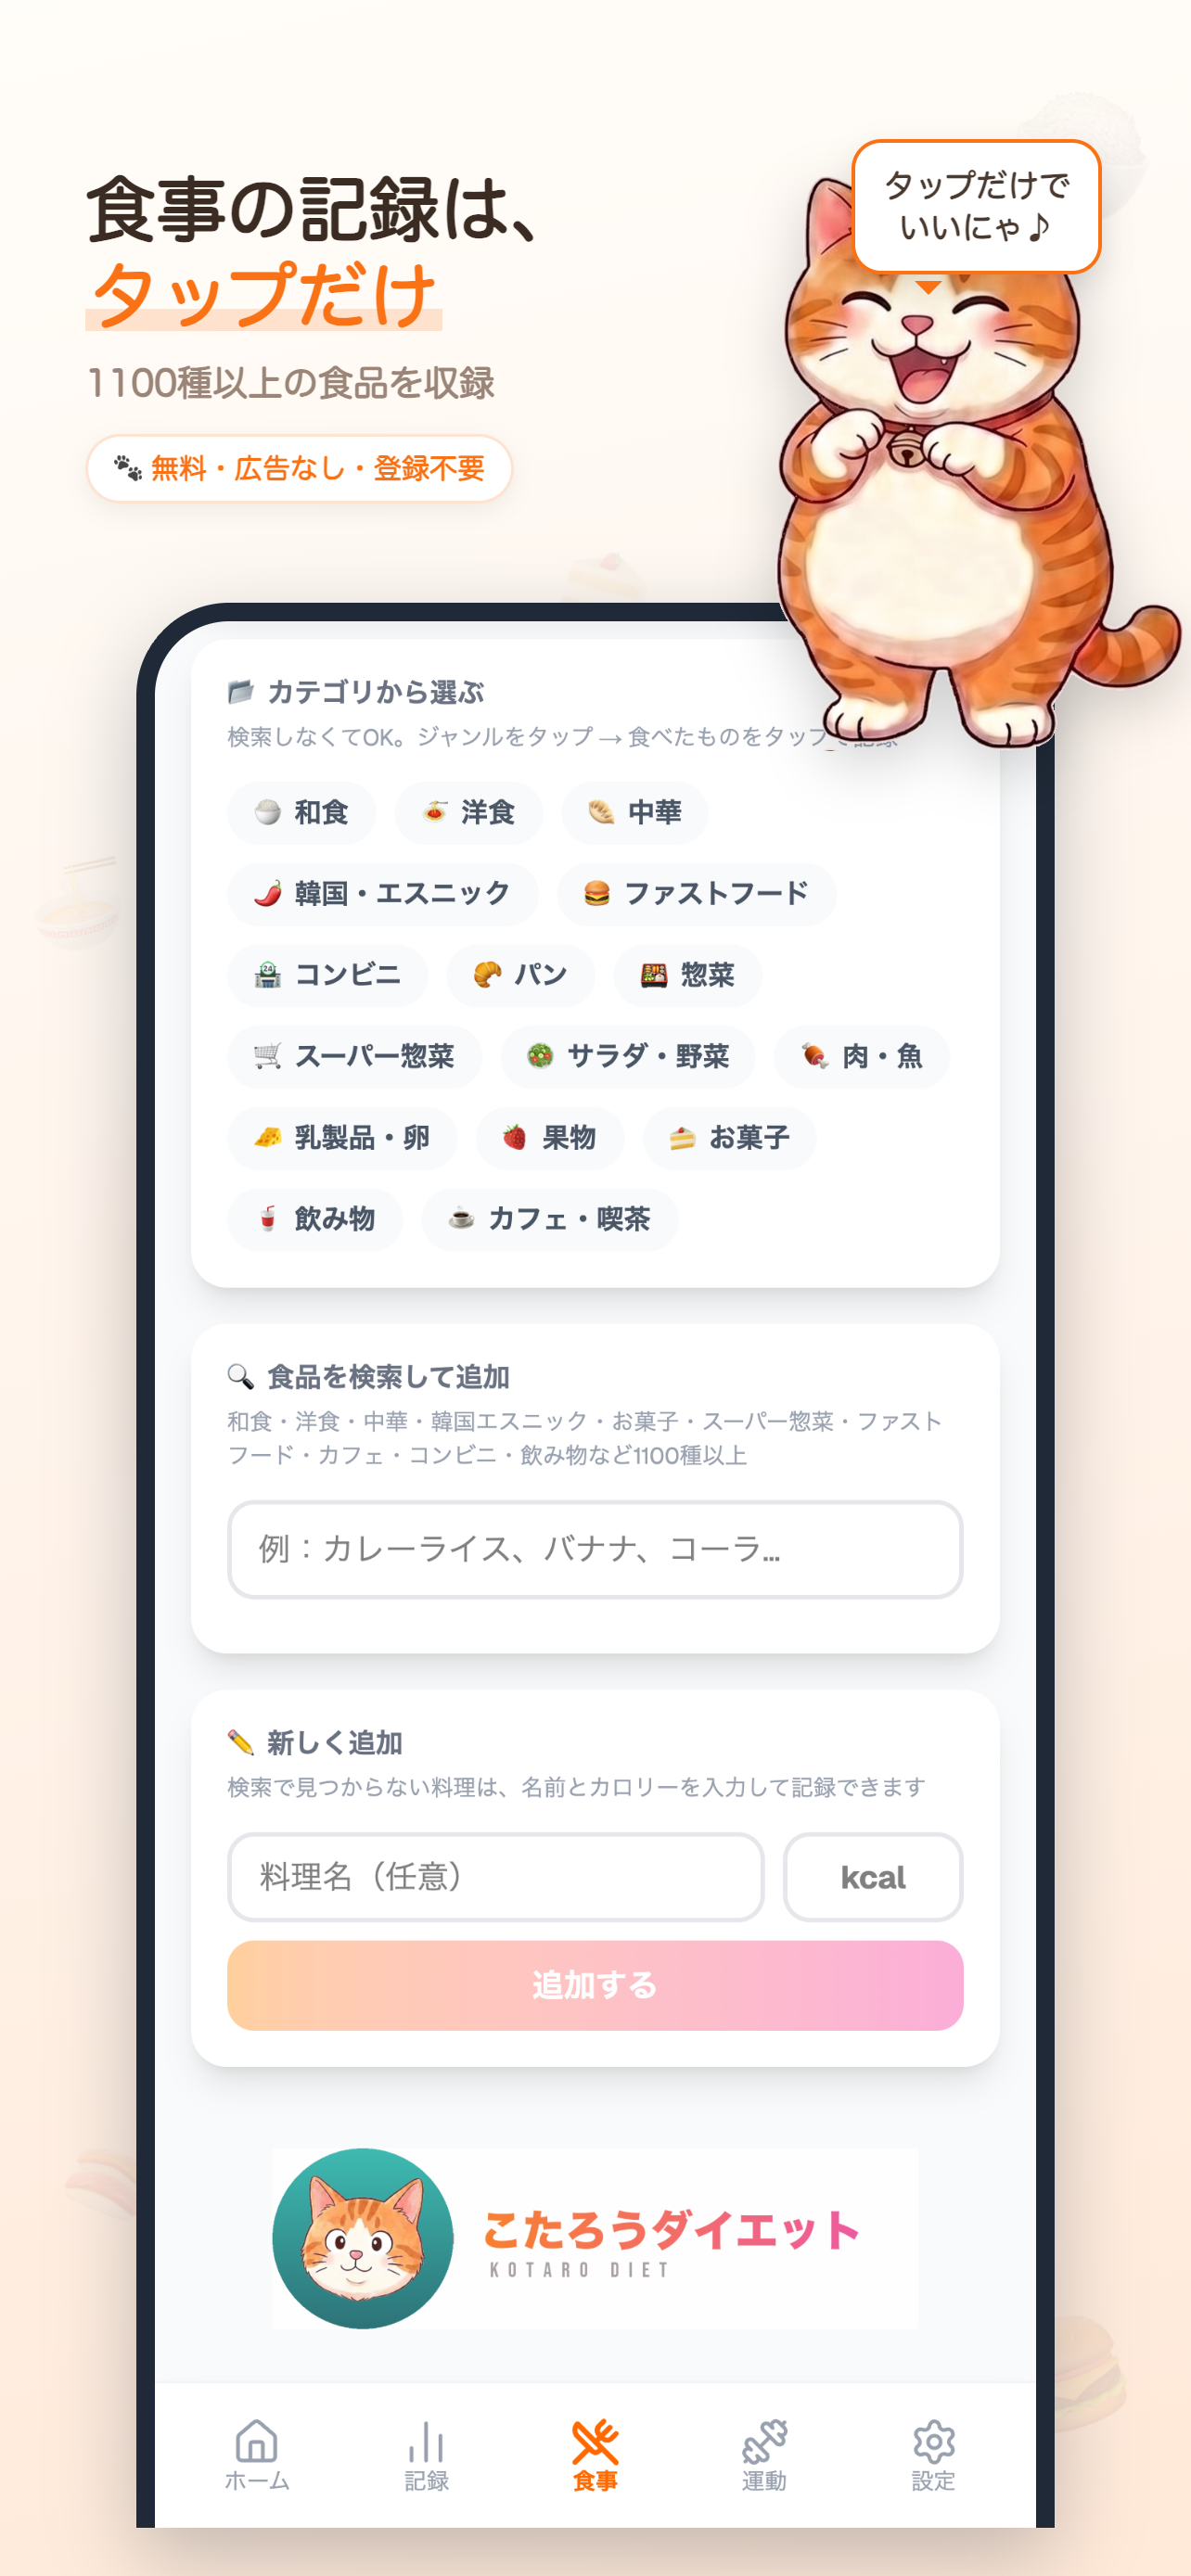 食事の記録は、
タップだけ
1100種以上の食品を収録
無料・広告なし・登録不要
タップだけで
いいにゃ♪
カテゴリから選ぶ
検索しなくてOK。ジャンルをタップ → 食べたものをタップで記録
和食 洋食 中華
韓国・エスニック ファストフード
コンビニ パン 惣菜
スーパー惣菜 サラダ・野菜 肉・魚
乳製品・卵 果物 お菓子
飲み物 カフェ・喫茶
食品を検索して追加
和食・洋食・中華・韓国エスニック・お菓子・スーパー惣菜・ファスト
フード・カフェ・コンビニ・飲み物など1100種以上
例：カレーライス、バナナ、コーラ...
新しく追加
検索で見つからない料理は、名前とカロリーを入力して記録できます
料理名（任意） kcal
追加する
こたろうダイエット
KOTARO DIET
ホーム 記録 食事 運動 設定